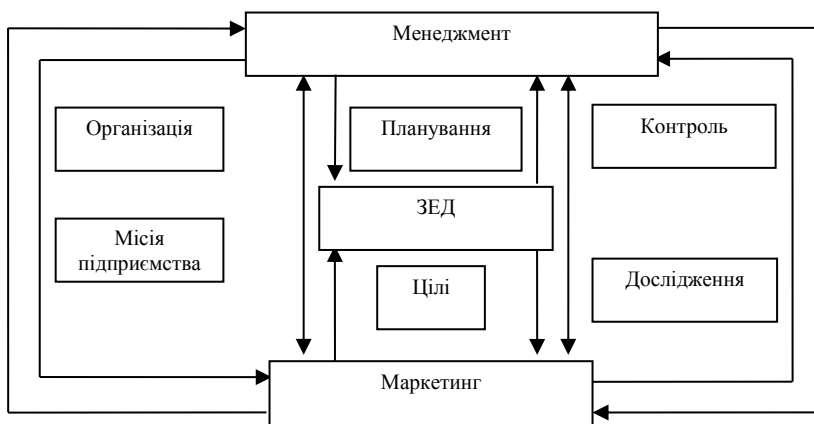 Менеджмент
Організація
Планування
Контроль
ЗЕД
Місія
підприємства
Цілі
Дослідження
Маркетинг